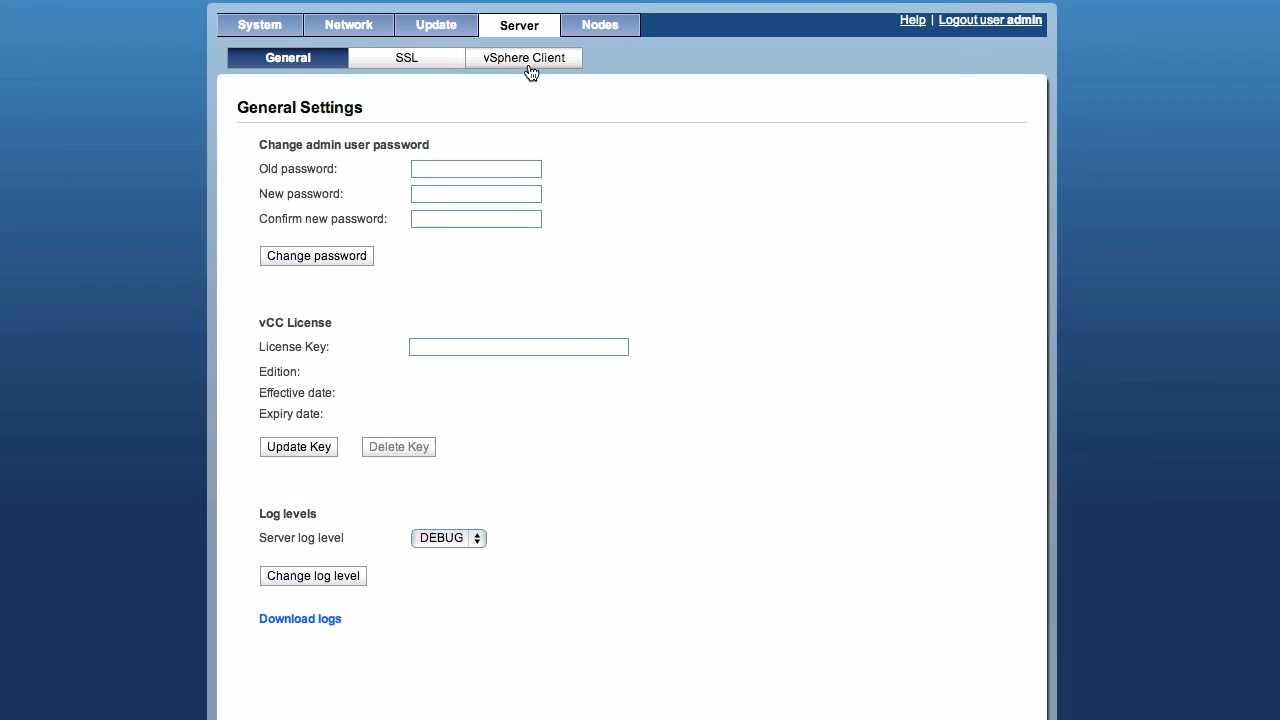 System Network Update Server Nodes Help | Logout user admin
General SSL vSphere Client
General Settings
Change admin user password
Old password:
New password:
Confirm new password:
Change password
vCC License
License Key:
Edition:
Effective date:
Expiry date:
Update Key Delete Key
Log levels
Server log level DEBUG
Change log level
Download logs